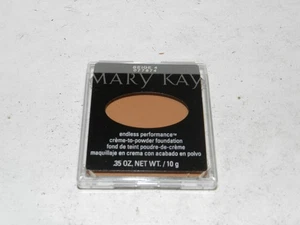 MARY KAY
endless performance™
crème-to-powder foundation
fond de teint poudre-de-crème
maquillaje en crema con acabado en polvo
.35 OZ. NET WT. / 10 g